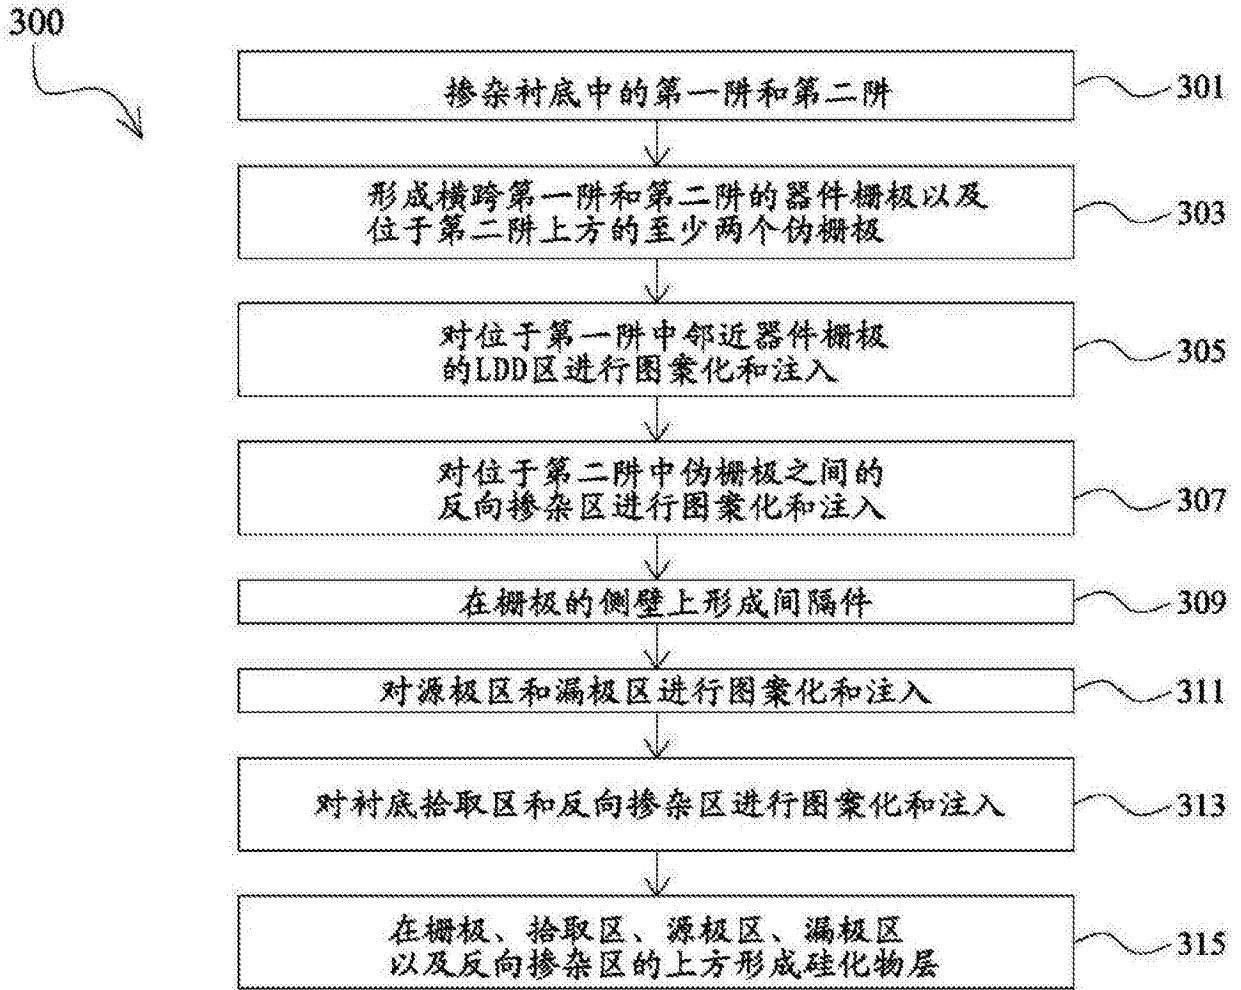 300
掺杂衬底中的第一阱和第二阱
301
形成横跨第一阱和第二阱的器件栅极以及
位于第二阱上方的至少两个伪栅极
303
对位于第一阱中邻近器件栅极
的LDD区进行图案化和注入
305
对位于第二阱中伪栅极之间的
反向掺杂区进行图案化和注入
307
在栅极的侧壁上形成间隔件
309
对源极区和漏极区进行图案化和注入
311
对衬底拾取区和反向掺杂区进行图案化和注入
313
在栅极、拾取区、源极区、漏极区
以及反向掺杂区的上方形成硅化物层
315